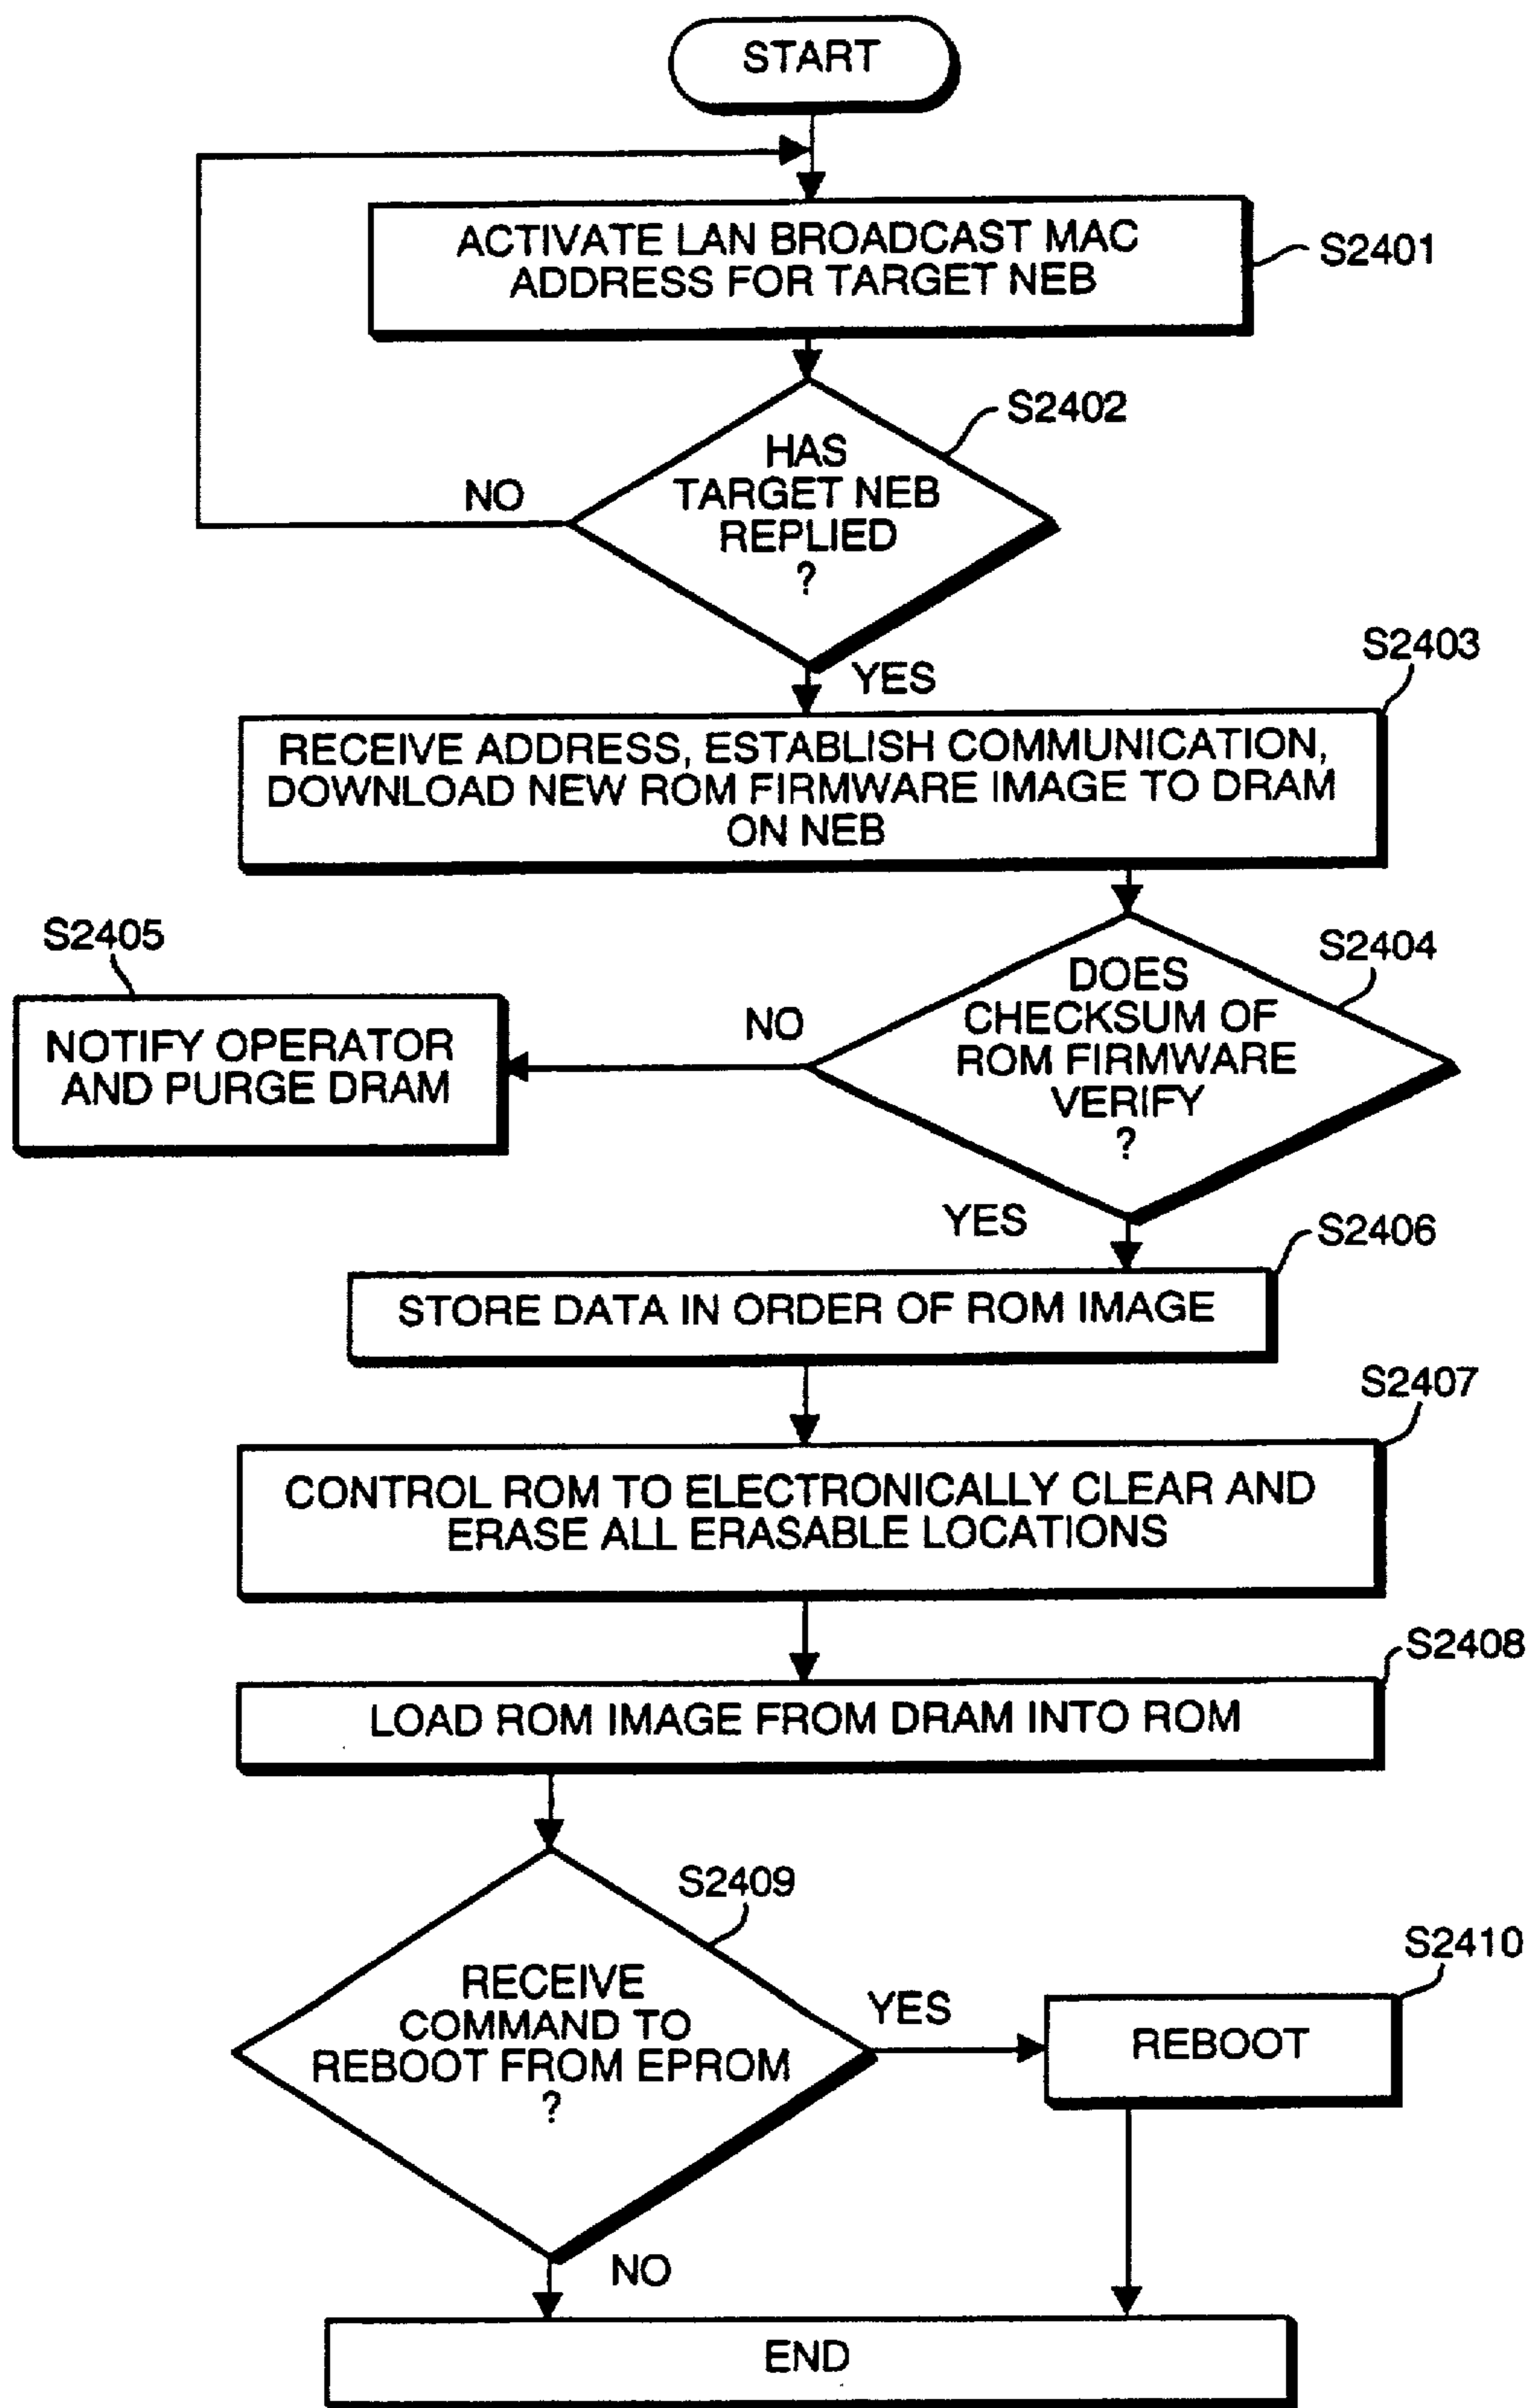 START
ACTIVATE LAN BROADCAST MAC
ADDRESS FOR TARGET NEB
S2401
S2402
HAS
TARGET NEB
REPLIED
?
NO
YES
S2403
RECEIVE ADDRESS, ESTABLISH COMMUNICATION,
DOWNLOAD NEW ROM FIRMWARE IMAGE TO DRAM
ON NEB
S2404
DOES
CHECKSUM OF
ROM FIRMWARE
VERIFY
?
NO
S2405
NOTIFY OPERATOR
AND PURGE DRAM
YES
S2406
STORE DATA IN ORDER OF ROM IMAGE
S2407
CONTROL ROM TO ELECTRONICALLY CLEAR AND
ERASE ALL ERASABLE LOCATIONS
S2408
LOAD ROM IMAGE FROM DRAM INTO ROM
S2409
RECEIVE
COMMAND TO
REBOOT FROM EPROM
?
YES
S2410
REBOOT
NO
END